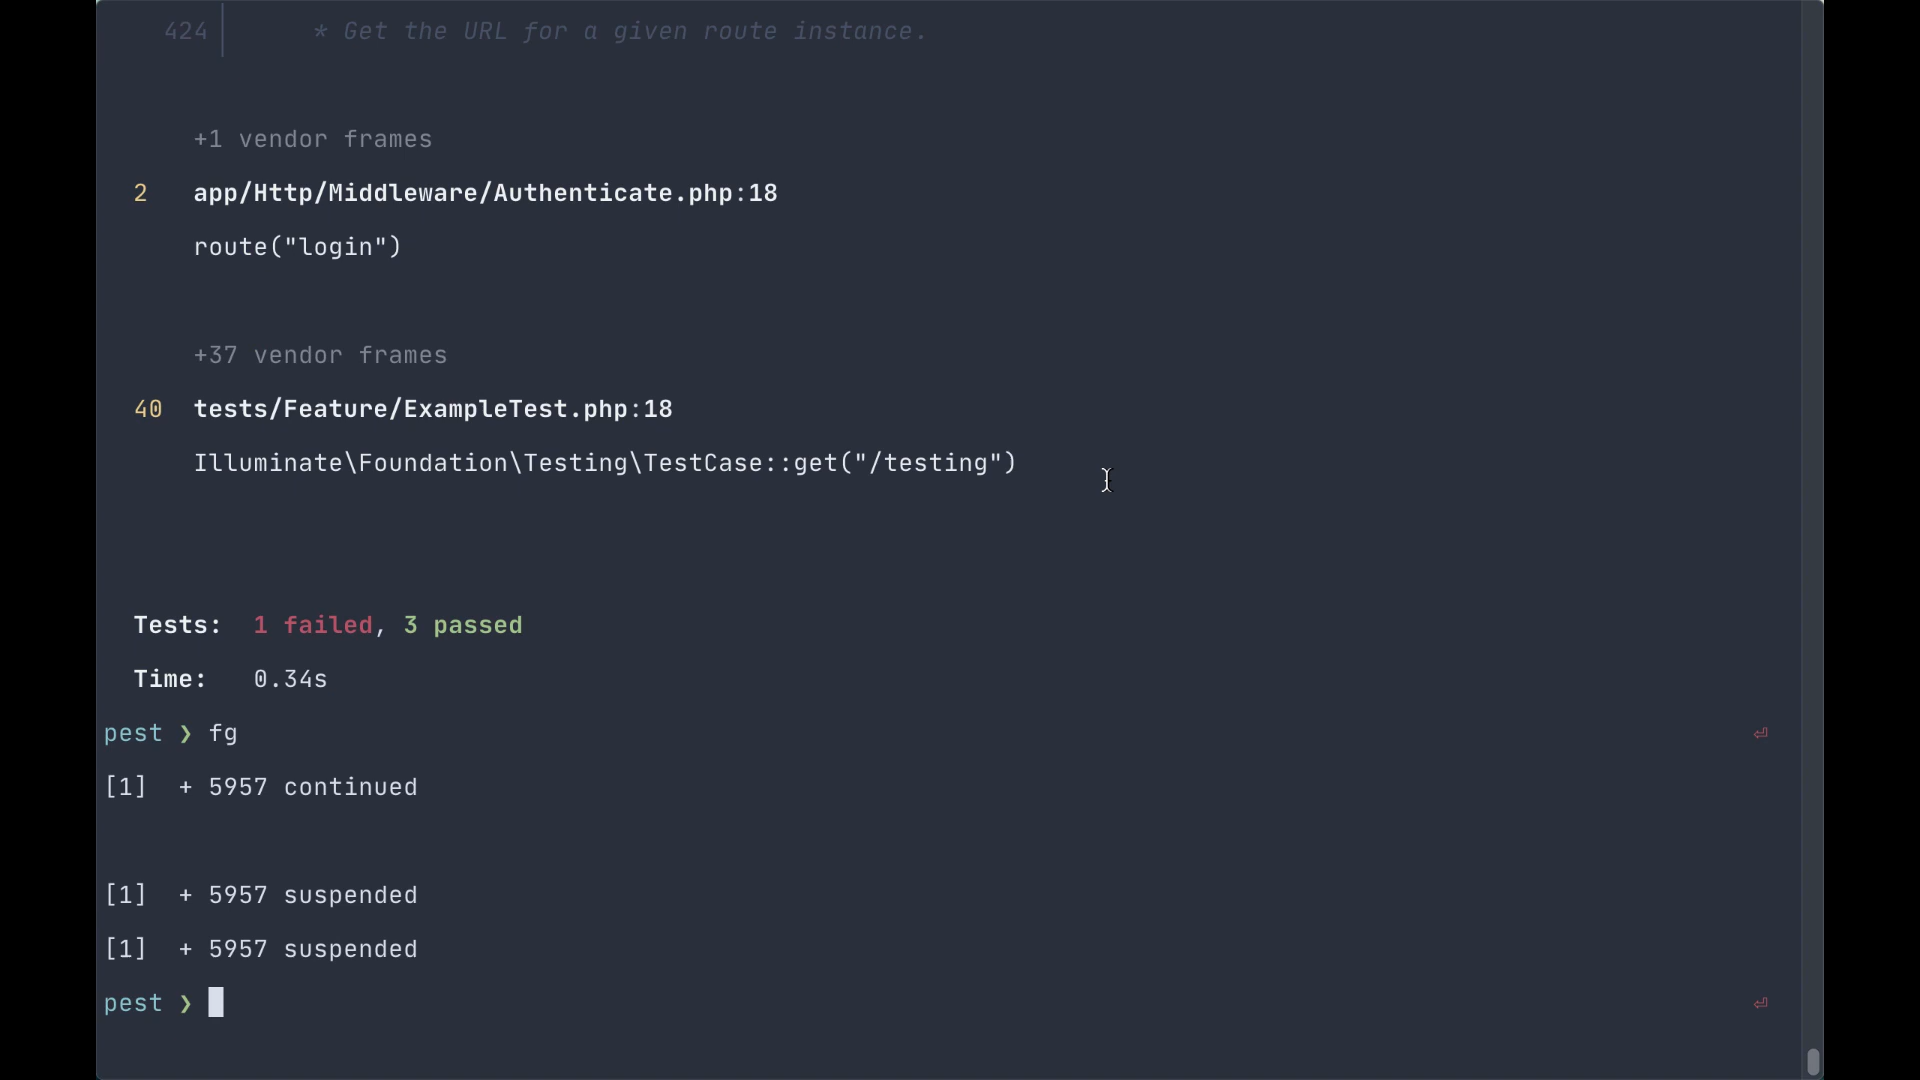 424 * Get the URL for a given route instance.
+1 vendor frames
2 app/Http/Middleware/Authenticate.php:18
route("login")
+37 vendor frames
40 tests/Feature/ExampleTest.php:18
Illuminate\Foundation\Testing\TestCase::get("/testing")
Tests: 1 failed, 3 passed
Time: 0.34s
pest ❯ fg ⏎
[1] + 5957 continued
[1] + 5957 suspended
[1] + 5957 suspended
pest ❯ ⏎